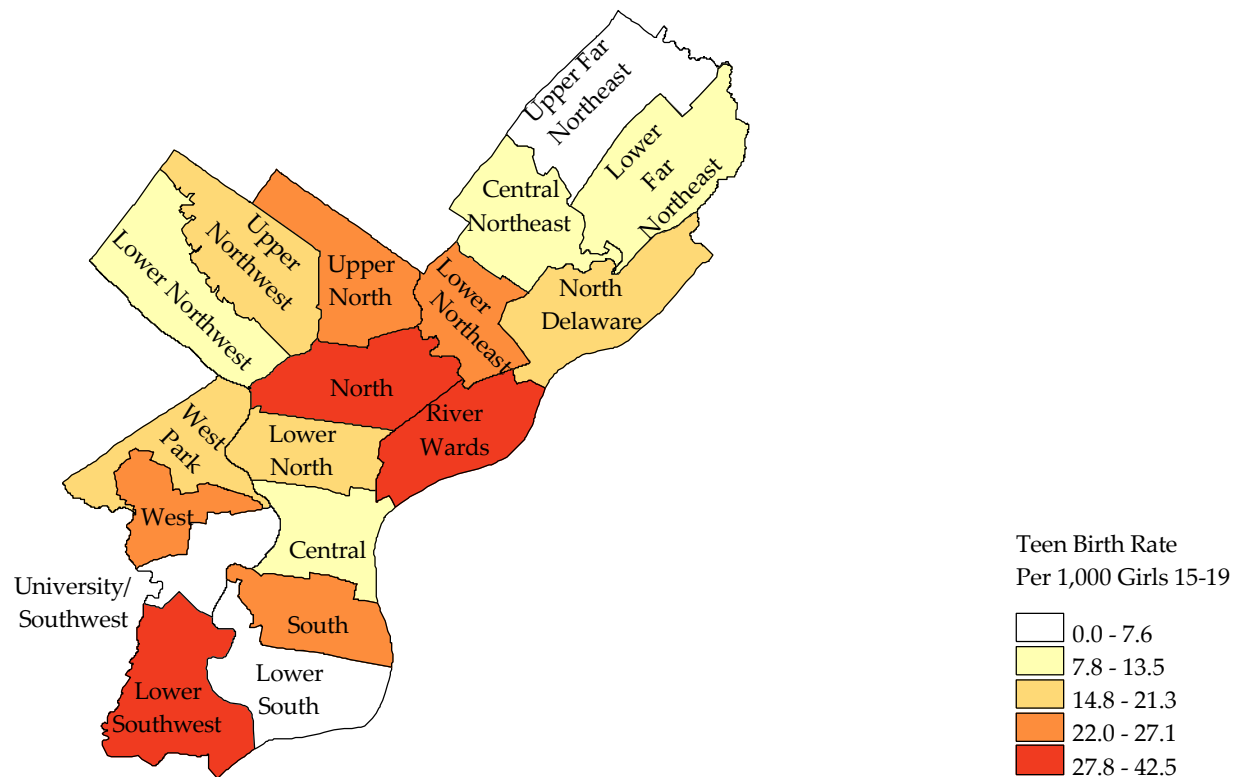 Upper Far
Northeast
Lower
Far
Northeast
Central
Northeast
Upper
Northwest
Lower Northwest
Upper
North
Lower
Northeast
North
Delaware
North
River
Wards
West
Park
Lower
North
West
Central
University/
Southwest
South
Lower
South
Lower
Southwest
Teen Birth Rate
Per 1,000 Girls 15-19
0.0 - 7.6
7.8 - 13.5
14.8 - 21.3
22.0 - 27.1
27.8 - 42.5